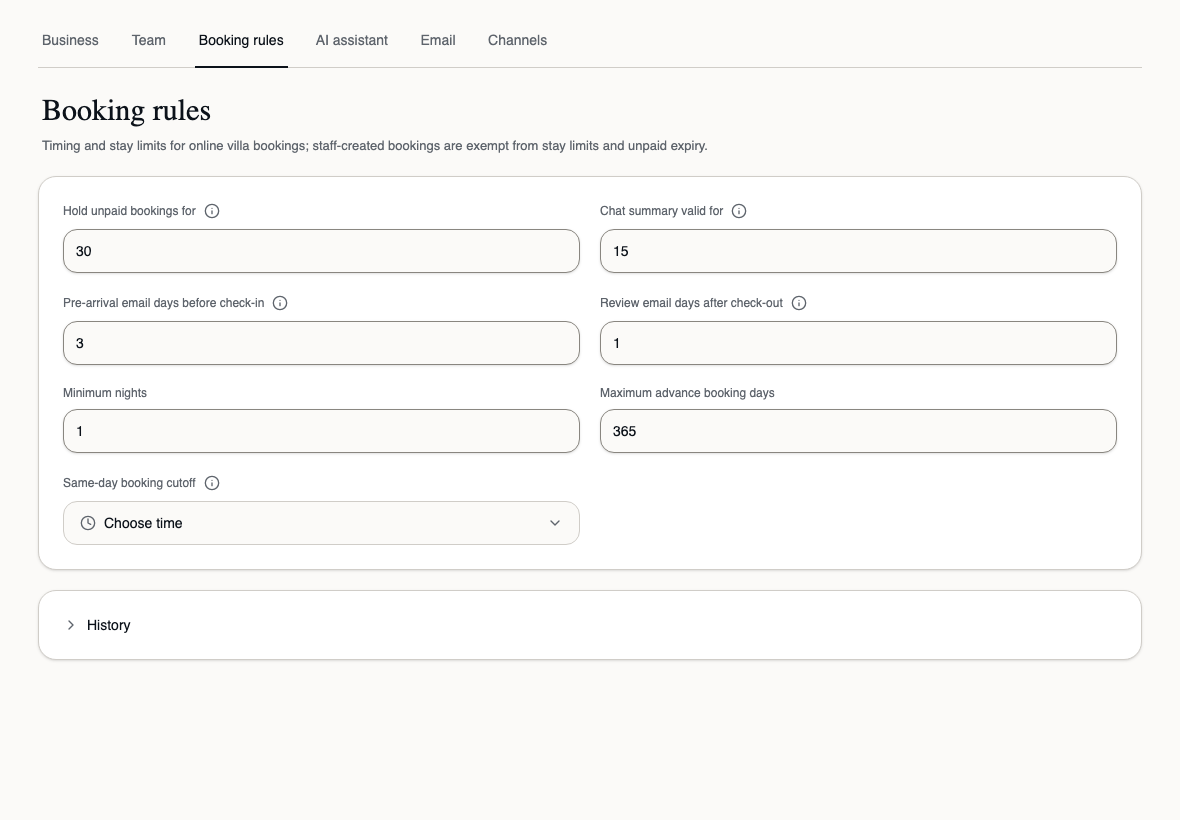 Business Team Booking rules AI assistant Email Channels
Booking rules
Timing and stay limits for online villa bookings; staff-created bookings are exempt from stay limits and unpaid expiry.
Hold unpaid bookings for
30
Chat summary valid for
15
Pre-arrival email days before check-in
3
Review email days after check-out
1
Minimum nights
1
Maximum advance booking days
365
Same-day booking cutoff
Choose time
History